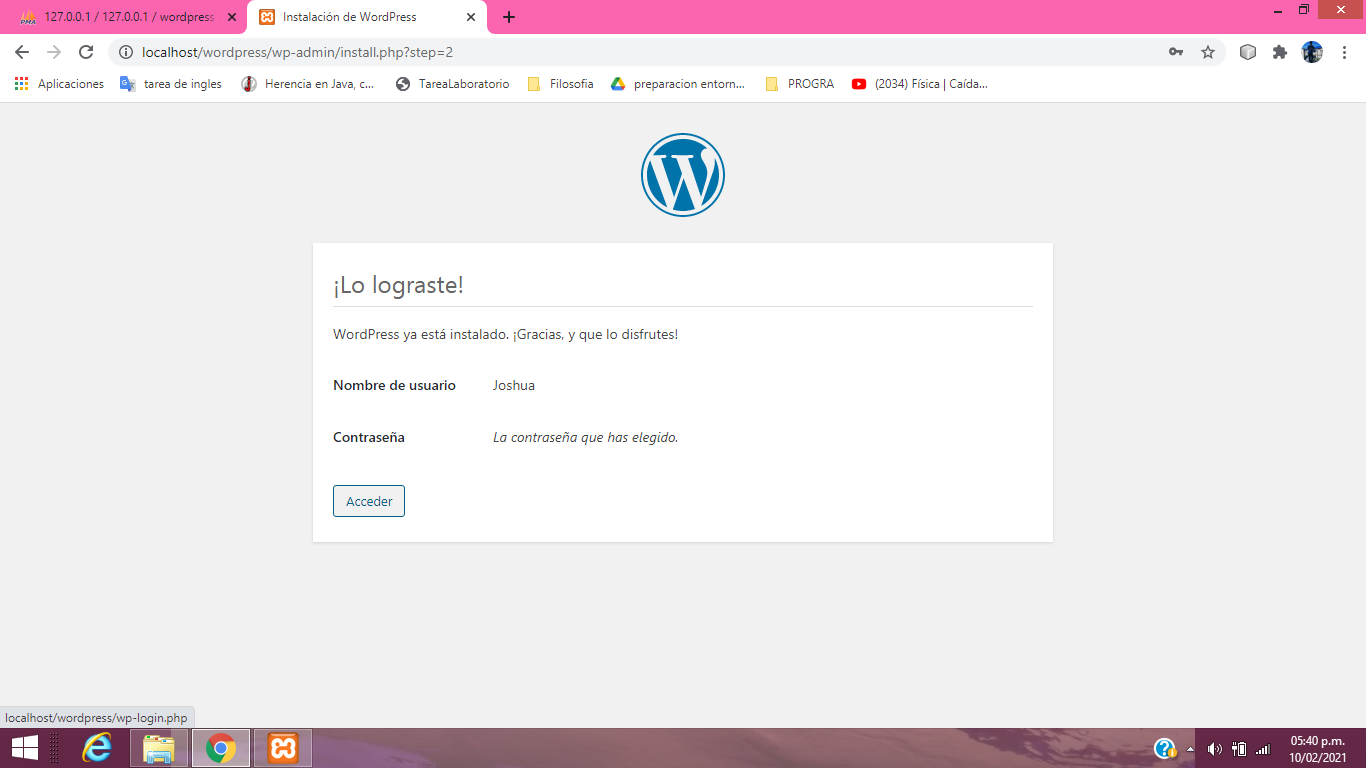 127.0.0.1 / 127.0.0.1 / wordpress
Instalación de WordPress
localhost/wordpress/wp-admin/install.php?step=2
Aplicaciones
tarea de ingles
Herencia en Java, c...
TareaLaboratorio
Filosofia
preparacion entorn...
PROGRA
(2034) Física | Caída...
¡Lo lograste!
WordPress ya está instalado. ¡Gracias, y que lo disfrutes!
Nombre de usuario Joshua
Contraseña La contraseña que has elegido.
Acceder
localhost/wordpress/wp-login.php
05:40 p.m.
10/02/2021